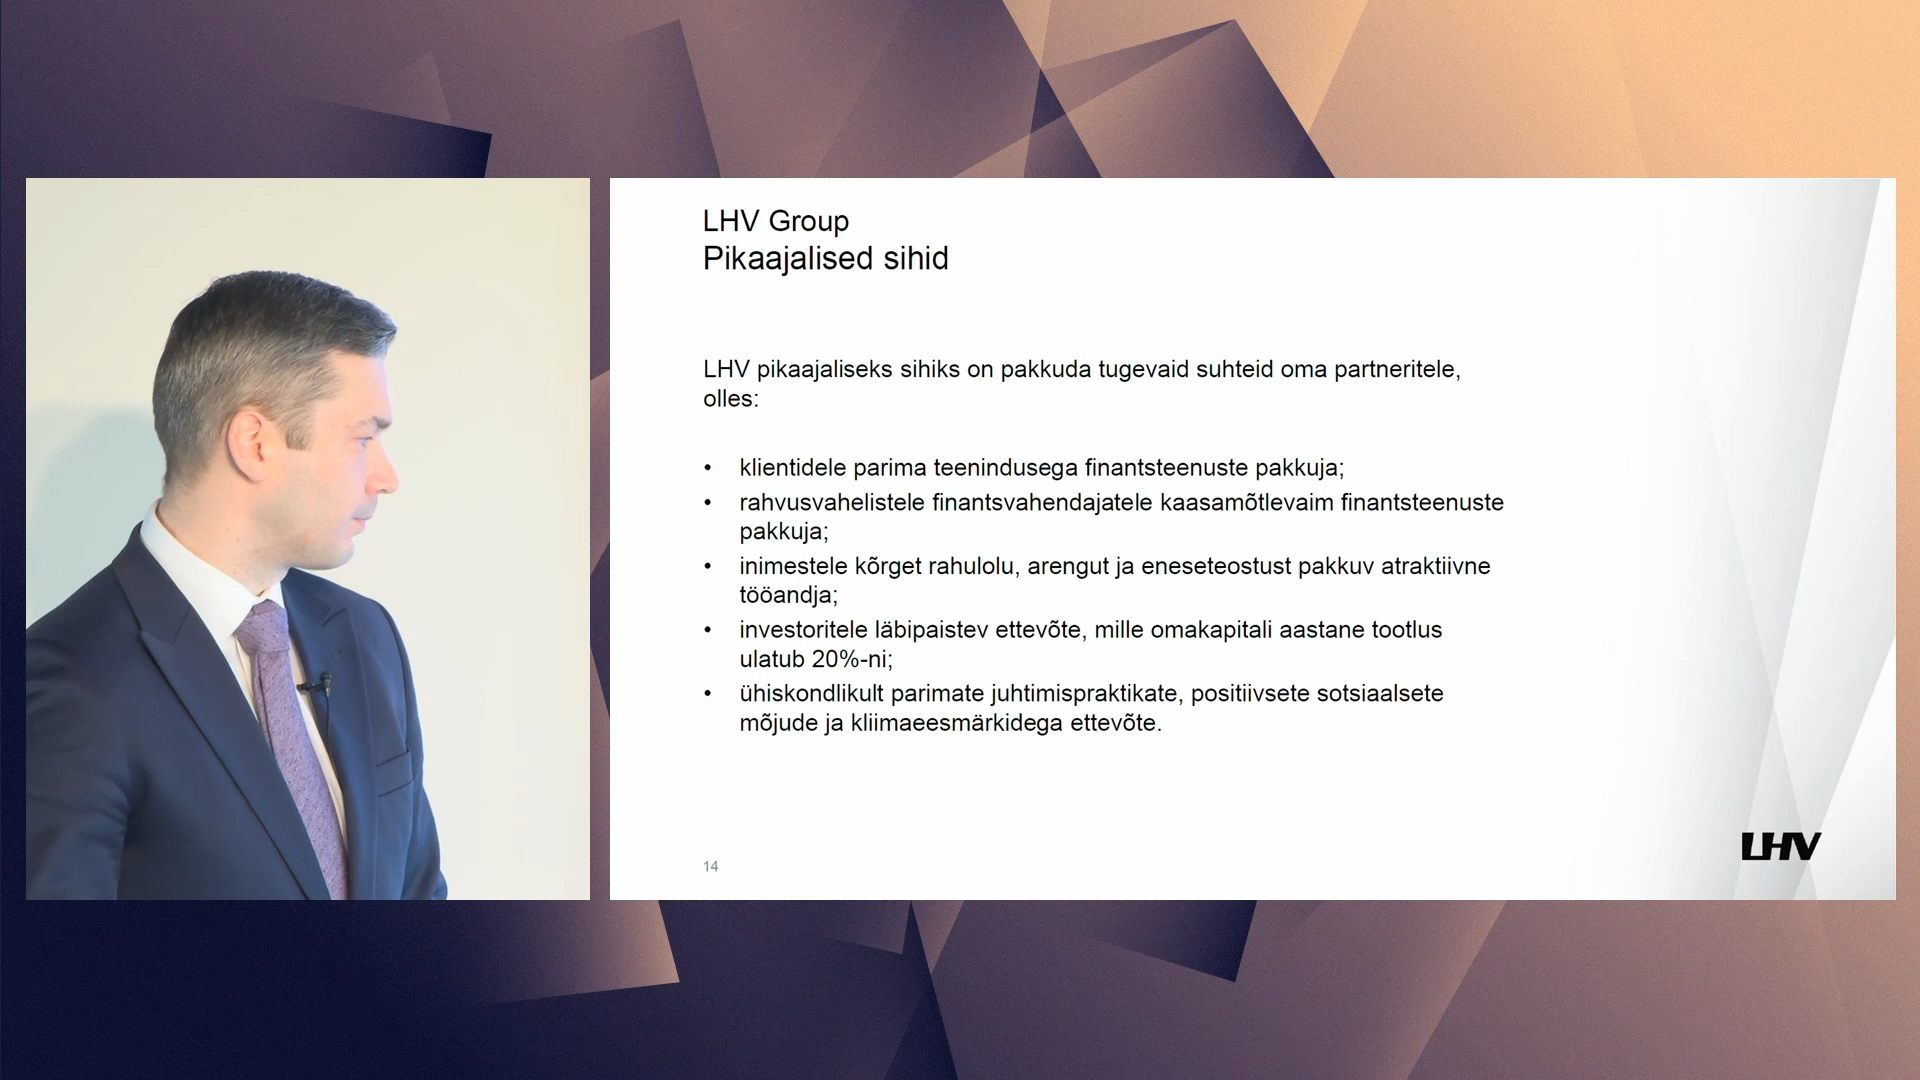 LHV Group
Pikaajalised sihid
LHV pikaajaliseks sihiks on pakkuda tugevaid suhteid oma partneritele,
olles:
• klientidele parima teenindusega finantsteenuste pakkuja;
• rahvusvahelistele finantsvahendajatele kaasamõtlevaim finantsteenuste
pakkuja;
• inimestele kõrget rahulolu, arengut ja eneseteostust pakkuv atraktiivne
tööandja;
• investoritele läbipaistev ettevõte, mille omakapitali aastane tootlus
ulatub 20%-ni;
• ühiskondlikult parimate juhtimispraktikate, positiivsete sotsiaalsete
mõjude ja kliimaeesmärkidega ettevõte.
14
LHV